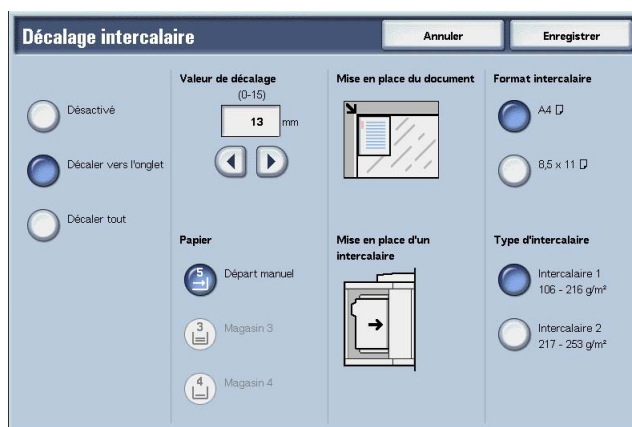 Décalage intercalaire
Annuler
Enregistrer
Désactivé
Décaler vers l'onglet
Décaler tout
Valeur de décalage
(0-15)
13 mm
Papier
5 Départ manuel
3 Magasin 3
4 Magasin 4
Mise en place du document
Mise en place d'un
intercalaire
Format intercalaire
A4
8,5 x 11
Type d'intercalaire
Intercalaire 1
106 - 216 g/m²
Intercalaire 2
217 - 253 g/m²